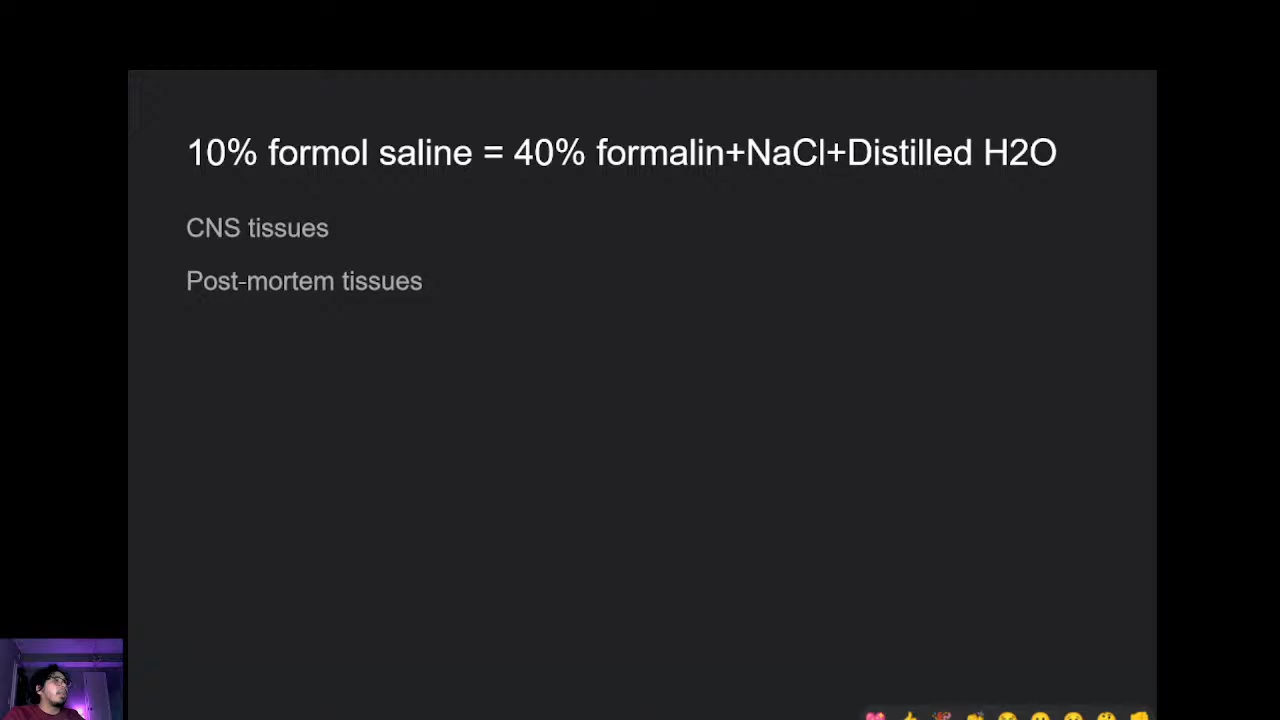 10% formol saline = 40% formalin+NaCl+Distilled H2O
CNS tissues
Post-mortem tissues